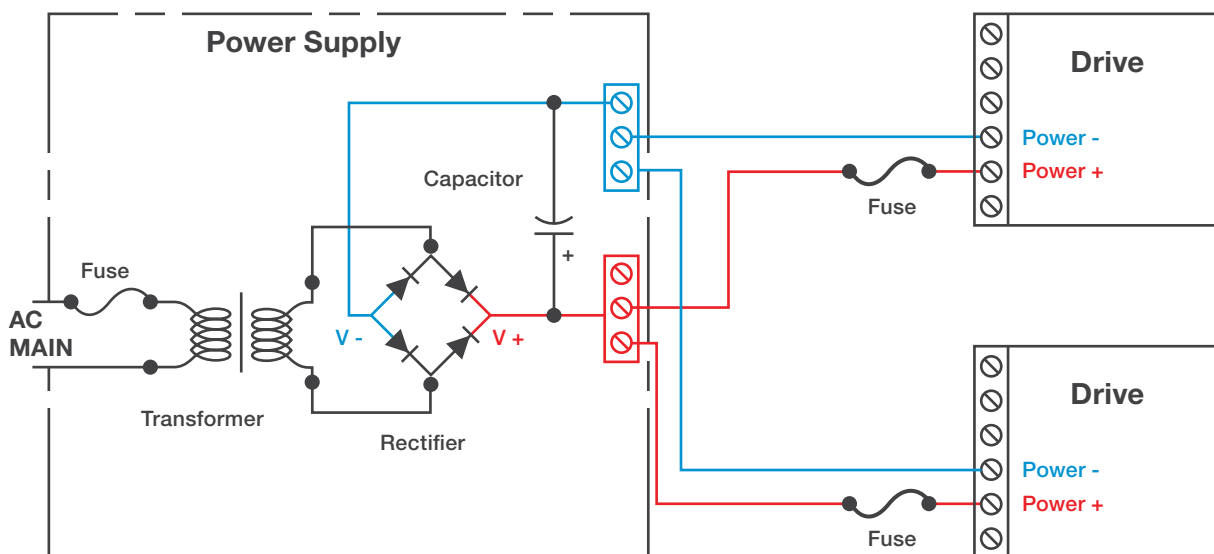 Power Supply
Drive
Power -
Power +
Capacitor
Fuse
+
Fuse
AC
MAIN
V -
V +
Transformer
Rectifier
Drive
Power -
Power +
Fuse